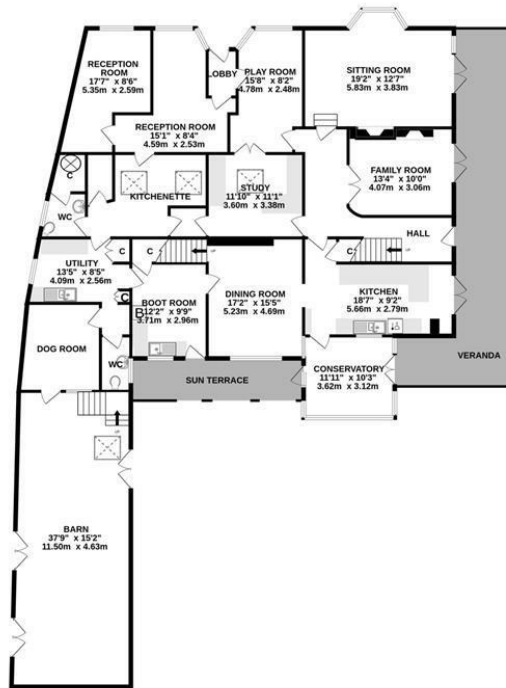 RECEPTION
ROOM
17'7" x 8'6"
5.35m x 2.59m
LOBBY
PLAY ROOM
15'8" x 8'2"
4.78m x 2.48m
SITTING ROOM
19'2" x 12'7"
5.83m x 3.83m
RECEPTION ROOM
15'1" x 8'4"
4.59m x 2.53m
FAMILY ROOM
13'4" x 10'0"
4.07m x 3.06m
C
KITCHENETTE
STUDY
11'10" x 11'1"
3.60m x 3.38m
WC
HALL
UP
C
C
UP
C
UTILITY
13'5" x 8'5"
4.09m x 2.56m
C
BOOT ROOM
12'2" x 9'9"
3.71m x 2.96m
B
DINING ROOM
17'2" x 15'5"
5.23m x 4.69m
KITCHEN
18'7" x 9'2"
5.66m x 2.79m
DOG ROOM
WC
SUN TERRACE
CONSERVATORY
11'11" x 10'3"
3.62m x 3.12m
VERANDA
UP
BARN
37'9" x 15'2"
11.50m x 4.63m